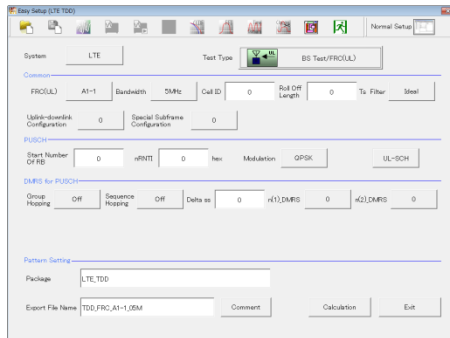 Easy Setup (LTE TDD)
Normal Setup
System LTE Test Type UL BS Test/FRC(UL)
Common
FRC(UL) A1-1 Bandwidth 5MHz Cell ID 0 Roll Off Length 0 Tx Filter Ideal
Uplink-downlink Configuration 0 Special Subframe Configuration 0
PUSCH
Start Number Of RB 0 nRNTI 0 hex Modulation QPSK UL-SCH
DMRS for PUSCH
Group Hopping Off Sequence Hopping Off Delta ss 0 n(1)_DMRS 0 n(2)_DMRS 0
Pattern Setting
Package LTE_TDD
Export File Name TDD_FRC_A1-1_05M Comment Calculation Exit